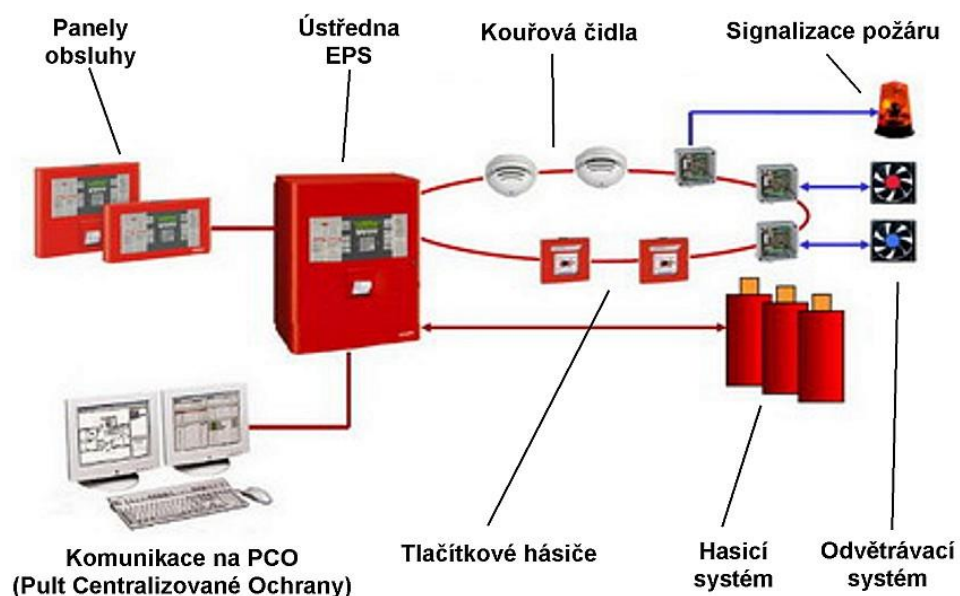 Panely
obsluhy
Ústředna
EPS
Kouřová čidla
Signalizace požáru
Komunikace na PCO
(Pult Centralizované Ochrany)
Tlačítkové hásiče
Hasicí
systém
Odvětrávací
systém